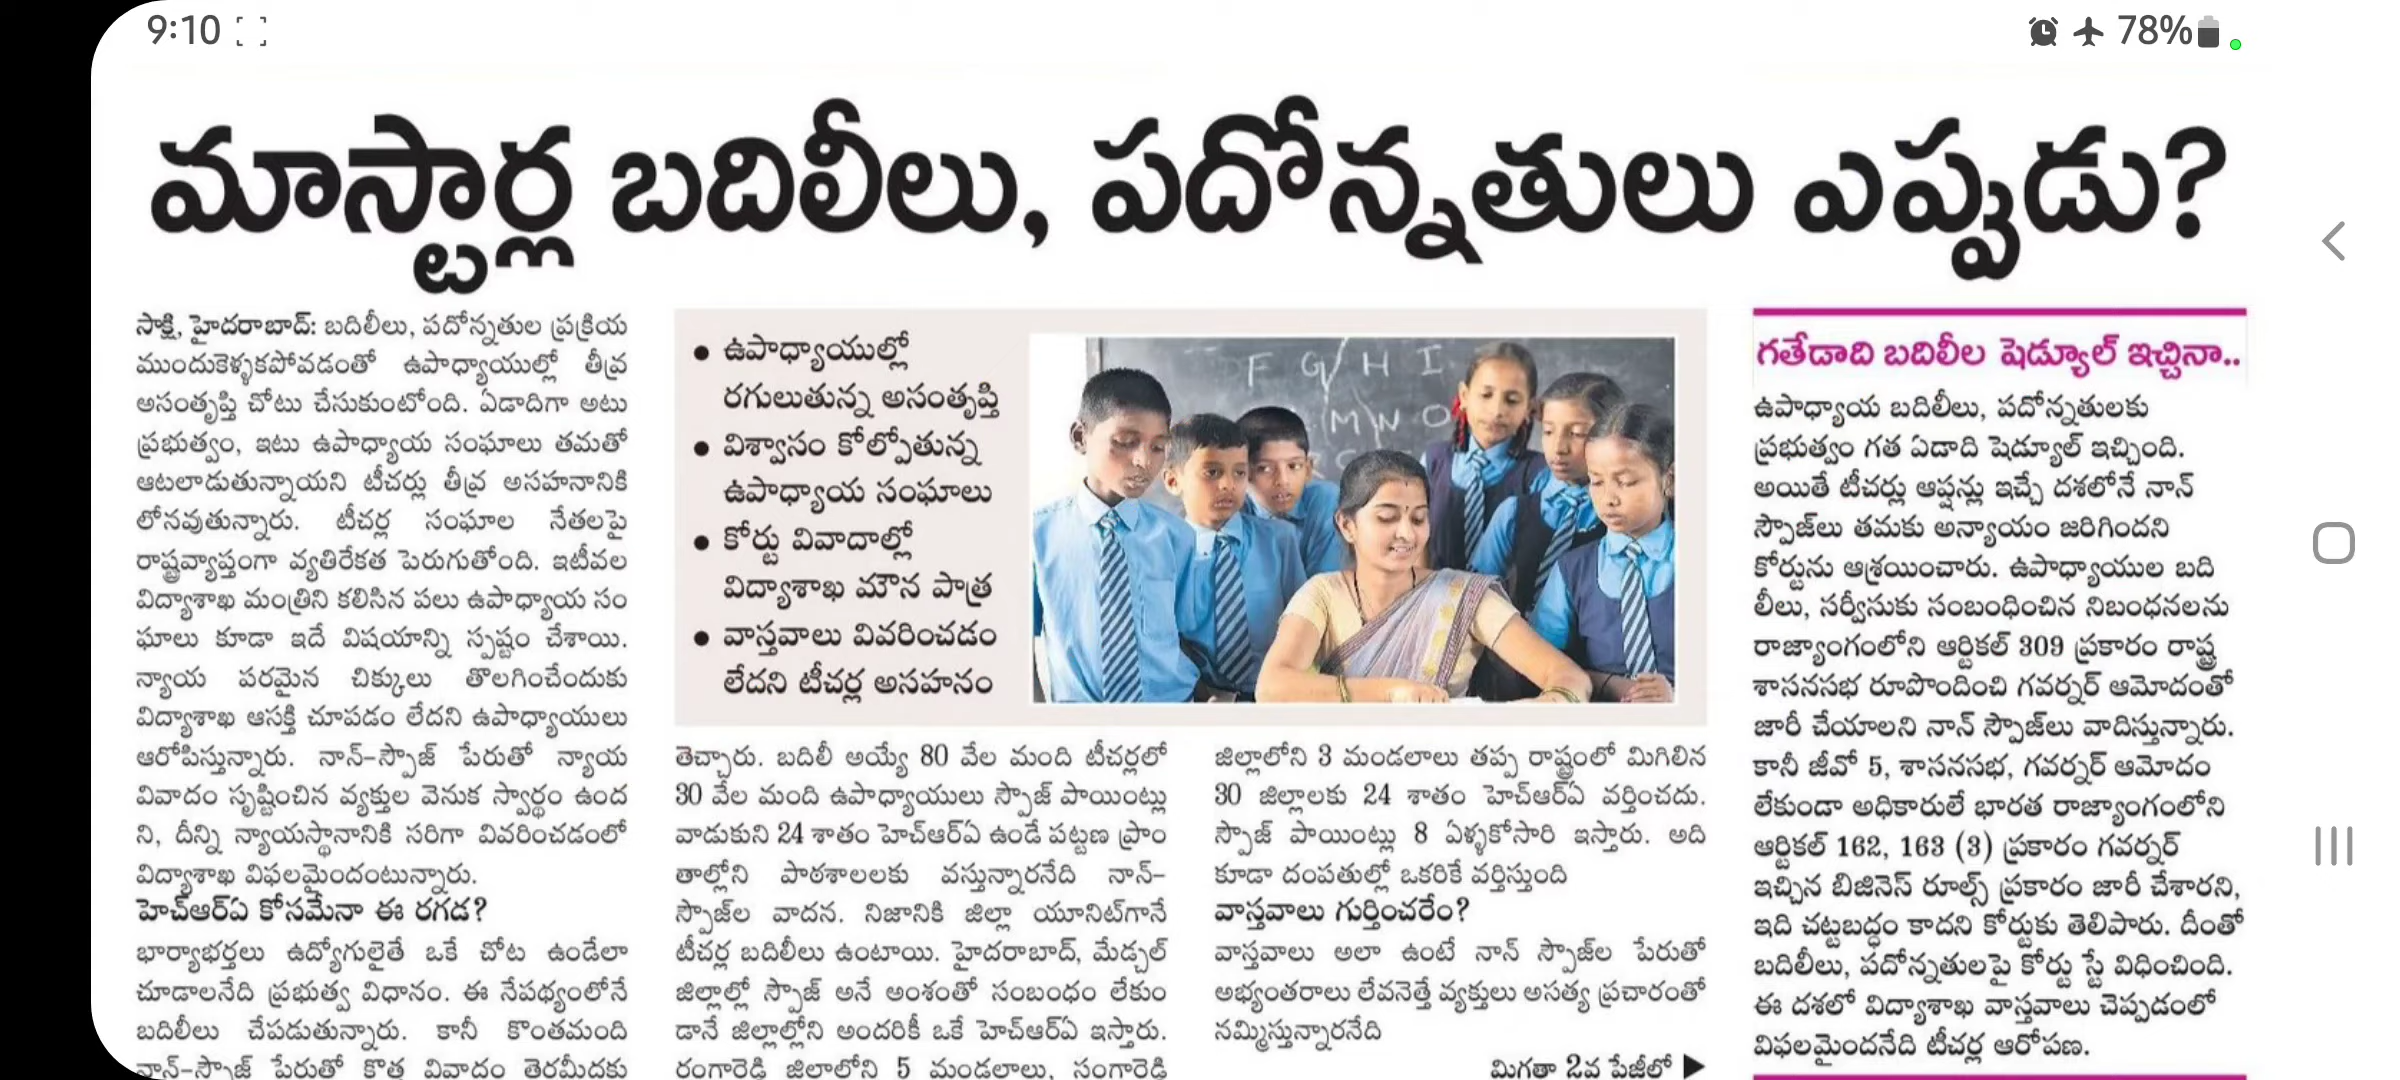 9:10
78%
మాస్టార్ల బదిలీలు, పదోన్నతులు ఎప్పుడు?
సాక్షి, హైదరాబాద్: బదిలీలు, పదోన్నతుల ప్రక్రియ
ముందుకెళ్ళకపోవడంతో ఉపాధ్యాయుల్లో తీవ్ర
అసంతృప్తి చోటు చేసుకుంటోంది. ఏడాదిగా అటు
ప్రభుత్వం, ఇటు ఉపాధ్యాయ సంఘాలు తమతో
ఆటలాడుతున్నాయని టీచర్లు తీవ్ర అసహనానికి
లోనవుతున్నారు. టీచర్ల సంఘాల నేతలపై
రాష్ట్రవ్యాప్తంగా వ్యతిరేకత పెరుగుతోంది. ఇటీవల
విద్యాశాఖ మంత్రిని కలిసిన పలు ఉపాధ్యాయ సం
ఘాలు కూడా ఇదే విషయాన్ని స్పష్టం చేశాయి.
న్యాయ పరమైన చిక్కులు తొలగించేందుకు
విద్యాశాఖ ఆసక్తి చూపడం లేదని ఉపాధ్యాయులు
ఆరోపిస్తున్నారు. నాన్-స్పౌజ్ పేరుతో న్యాయ
వివాదం సృష్టించిన వ్యక్తుల వెనుక స్వార్థం ఉంద
ని, దీన్ని న్యాయస్థానానికి సరిగా వివరించడంలో
విద్యాశాఖ విఫలమైందంటున్నారు.
హెచ్ఆర్ఏ కోసమేనా ఈ రగడ?
భార్యాభర్తలు ఉద్యోగులైతే ఒకే చోట ఉండేలా
చూడాలనేది ప్రభుత్వ విధానం. ఈ నేపథ్యంలోనే
బదిలీలు చేపడుతున్నారు. కానీ కొంతమంది
నాన్-స్పౌజ్ పేరుతో కొత్త వివాదం తెరమీదకు
● ఉపాధ్యాయుల్లో
రగులుతున్న అసంతృప్తి
● విశ్వాసం కోల్పోతున్న
ఉపాధ్యాయ సంఘాలు
● కోర్టు వివాదాల్లో
విద్యాశాఖ మౌన పాత్ర
● వాస్తవాలు వివరించడం
లేదని టీచర్ల అసహనం
F G H I
M N O
తెచ్చారు. బదిలీ అయ్యే 80 వేల మంది టీచర్లలో
30 వేల మంది ఉపాధ్యాయులు స్పౌజ్ పాయింట్లు
వాడుకుని 24 శాతం హెచ్ఆర్ఏ ఉండే పట్టణ ప్రాం
తాల్లోని పాఠశాలలకు వస్తున్నారనేది నాన్-
స్పౌజ్‌ల వాదన. నిజానికి జిల్లా యూనిట్‌గానే
టీచర్ల బదిలీలు ఉంటాయి. హైదరాబాద్, మేడ్చల్
జిల్లాల్లో స్పౌజ్ అనే అంశంతో సంబంధం లేకుం
డానే జిల్లాల్లోని అందరికీ ఒకే హెచ్ఆర్ఏ ఇస్తారు.
రంగారెడ్డి జిల్లాలోని 5 మండలాలు, సంగారెడ్డి
జిల్లాలోని 3 మండలాలు తప్ప రాష్ట్రంలో మిగిలిన
30 జిల్లాలకు 24 శాతం హెచ్ఆర్ఏ వర్తించదు.
స్పౌజ్ పాయింట్లు 8 ఏళ్ళకోసారి ఇస్తారు. అది
కూడా దంపతుల్లో ఒకరికే వర్తిస్తుంది
వాస్తవాలు గుర్తించరేం?
వాస్తవాలు అలా ఉంటే నాన్ స్పౌజ్‌ల పేరుతో
అభ్యంతరాలు లేవనెత్తే వ్యక్తులు అసత్య ప్రచారంతో
నమ్మిస్తున్నారనేది
మిగతా 2వ పేజీలో ▶
గతేడాది బదిలీల షెడ్యూల్ ఇచ్చినా..
ఉపాధ్యాయ బదిలీలు, పదోన్నతులకు
ప్రభుత్వం గత ఏడాది షెడ్యూల్ ఇచ్చింది.
అయితే టీచర్లు ఆప్షన్లు ఇచ్చే దశలోనే నాన్
స్పౌజ్‌లు తమకు అన్యాయం జరిగిందని
కోర్టును ఆశ్రయించారు. ఉపాధ్యాయుల బది
లీలు, సర్వీసుకు సంబంధించిన నిబంధనలను
రాజ్యాంగంలోని ఆర్టికల్ 309 ప్రకారం రాష్ట్ర
శాసనసభ రూపొందించి గవర్నర్ ఆమోదంతో
జారీ చేయాలని నాన్ స్పౌజ్‌లు వాదిస్తున్నారు.
కానీ జీవో 5, శాసనసభ, గవర్నర్ ఆమోదం
లేకుండా అధికారులే భారత రాజ్యాంగంలోని
ఆర్టికల్ 162, 163 (3) ప్రకారం గవర్నర్
ఇచ్చిన బిజినెస్ రూల్స్ ప్రకారం జారీ చేశారని,
ఇది చట్టబద్ధం కాదని కోర్టుకు తెలిపారు. దీంతో
బదిలీలు, పదోన్నతులపై కోర్టు స్టే విధించింది.
ఈ దశలో విద్యాశాఖ వాస్తవాలు చెప్పడంలో
విఫలమైందనేది టీచర్ల ఆరోపణ.